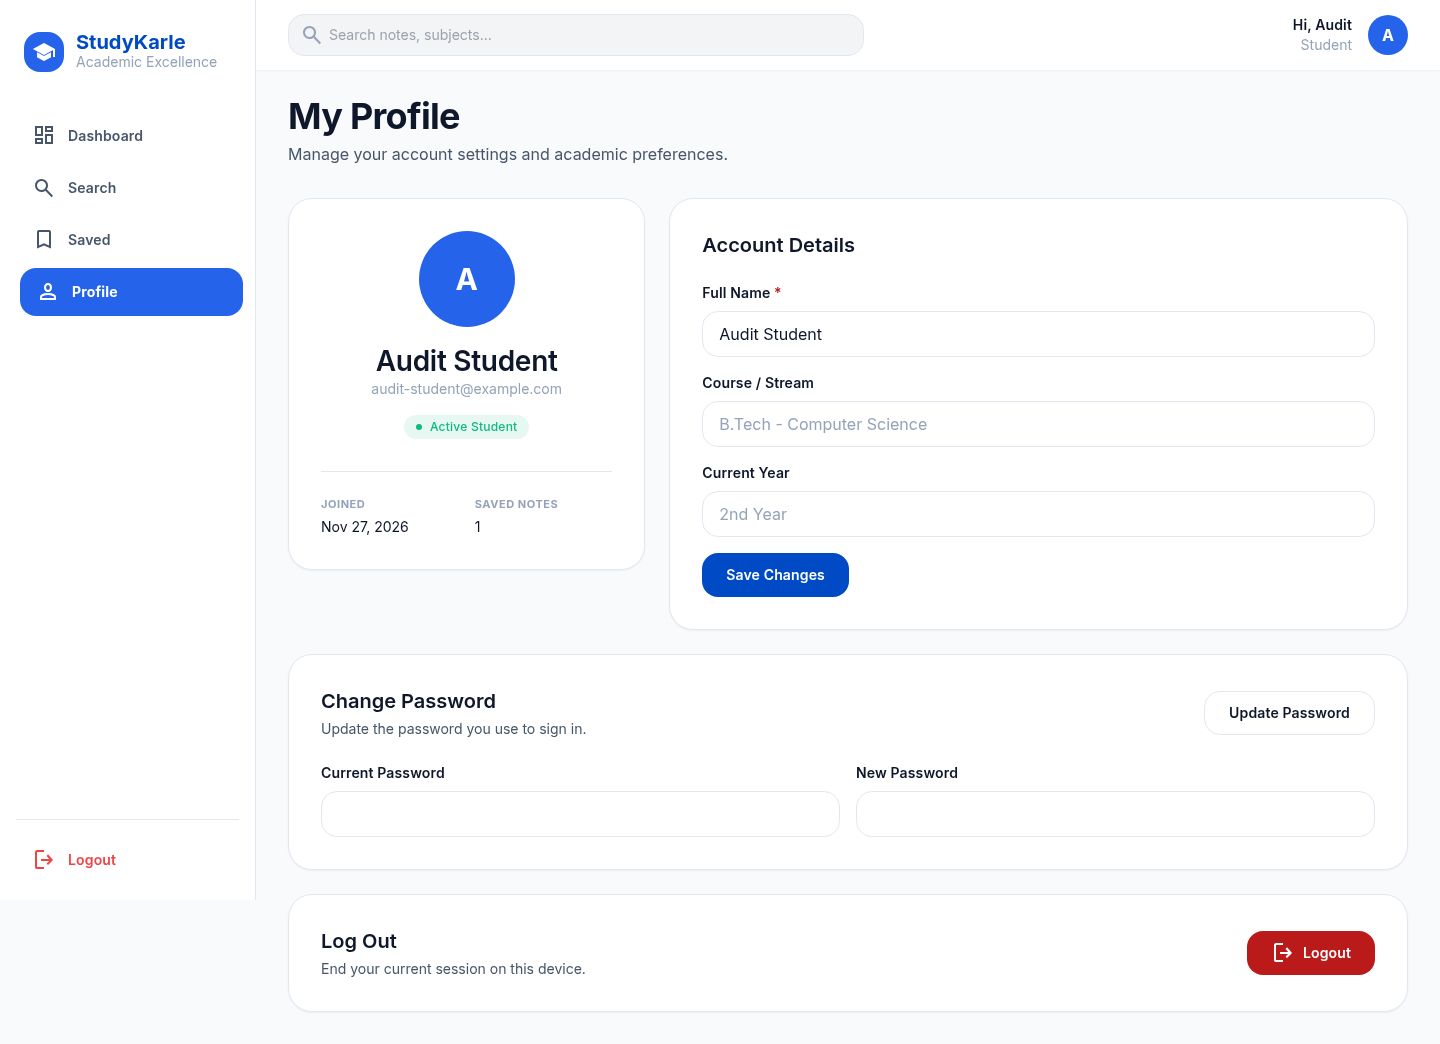 StudyKarle
Academic Excellence
Dashboard
Search
Saved
Profile
Logout
Search notes, subjects...
Hi, Audit
Student
A
My Profile
Manage your account settings and academic preferences.
A
Audit Student
audit-student@example.com
Active Student
JOINED
Nov 27, 2026
SAVED NOTES
1
Account Details
Full Name *
Audit Student
Course / Stream
B.Tech - Computer Science
Current Year
2nd Year
Save Changes
Change Password
Update the password you use to sign in.
Update Password
Current Password
New Password
Log Out
End your current session on this device.
Logout